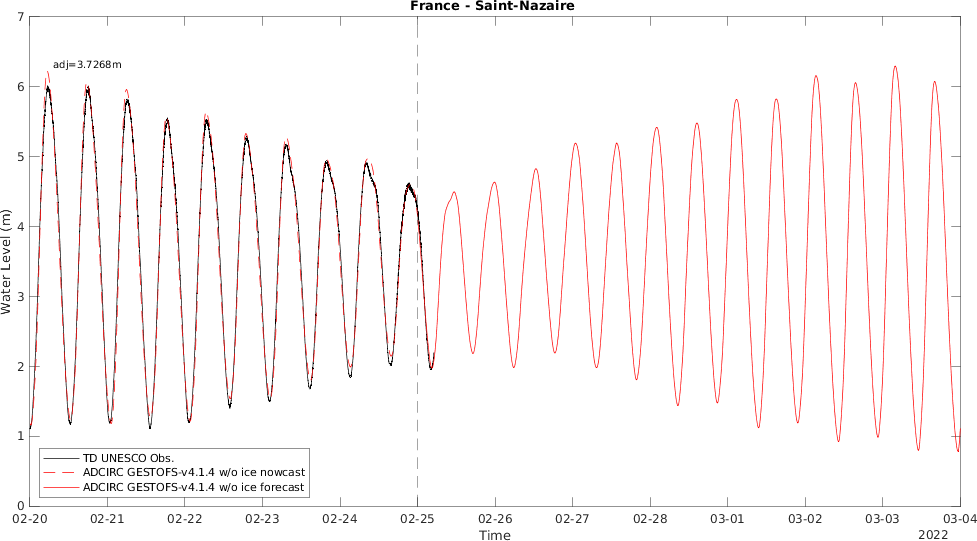 France - Saint-Nazaire
adj=3.7268m
Water Level (m)
7
6
5
4
3
2
1
0
TD UNESCO Obs.
ADCIRC GESTOFS-v4.1.4 w/o ice nowcast
ADCIRC GESTOFS-v4.1.4 w/o ice forecast
02-20 02-21 02-22 02-23 02-24 02-25 02-26 02-27 02-28 03-01 03-02 03-03 03-04
Time
2022